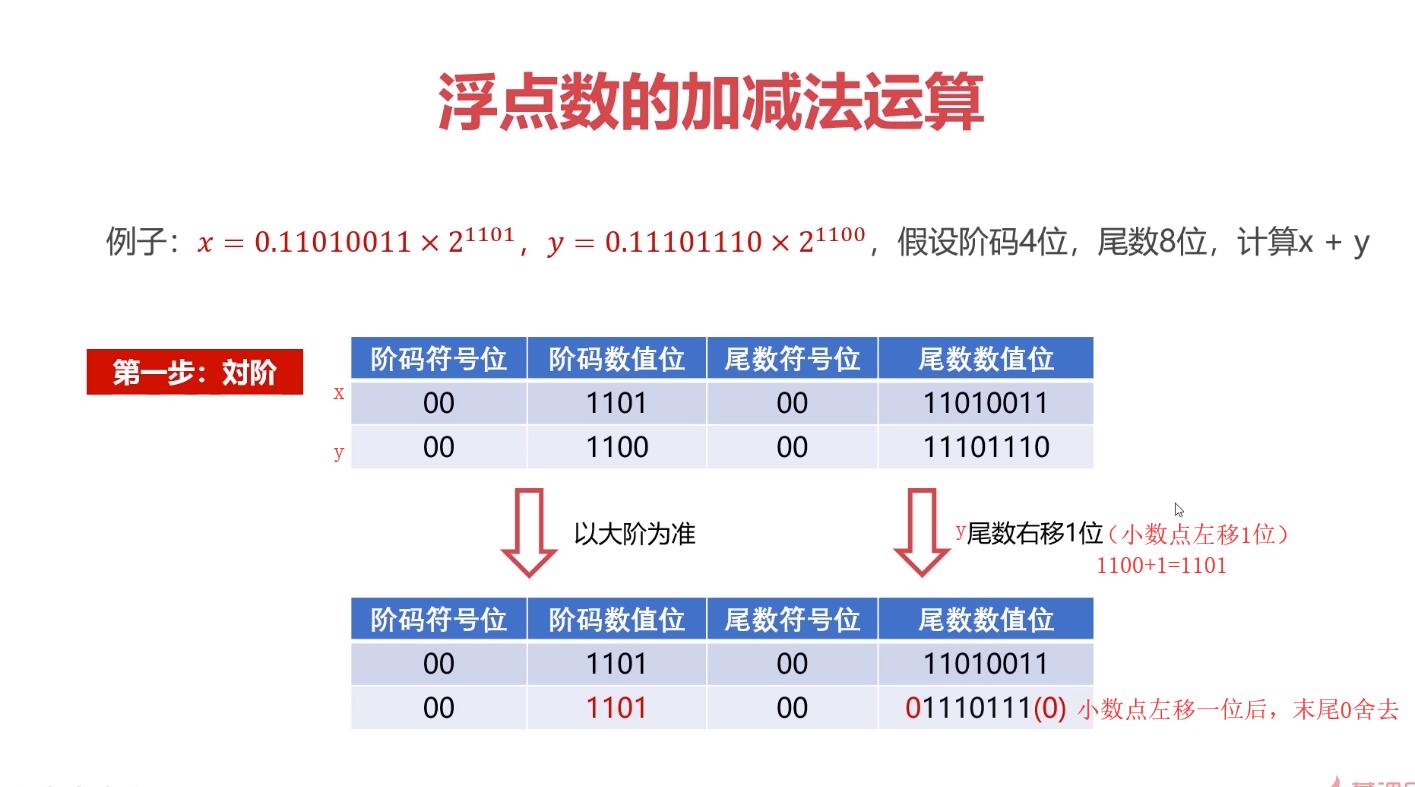 浮点数的加减法运算
例子：x = 0.11010011 × 2^1101，y = 0.11101110 × 2^1100，假设阶码4位，尾数8位，计算x + y
第一步：对阶
阶码符号位 阶码数值位 尾数符号位 尾数数值位
x 00 1101 00 11010011
y 00 1100 00 11101110
以大阶为准
y尾数右移1位（小数点左移1位）
1100+1=1101
阶码符号位 阶码数值位 尾数符号位 尾数数值位
00 1101 00 11010011
00 1101 00 01110111(0) 小数点左移一位后，末尾0舍去